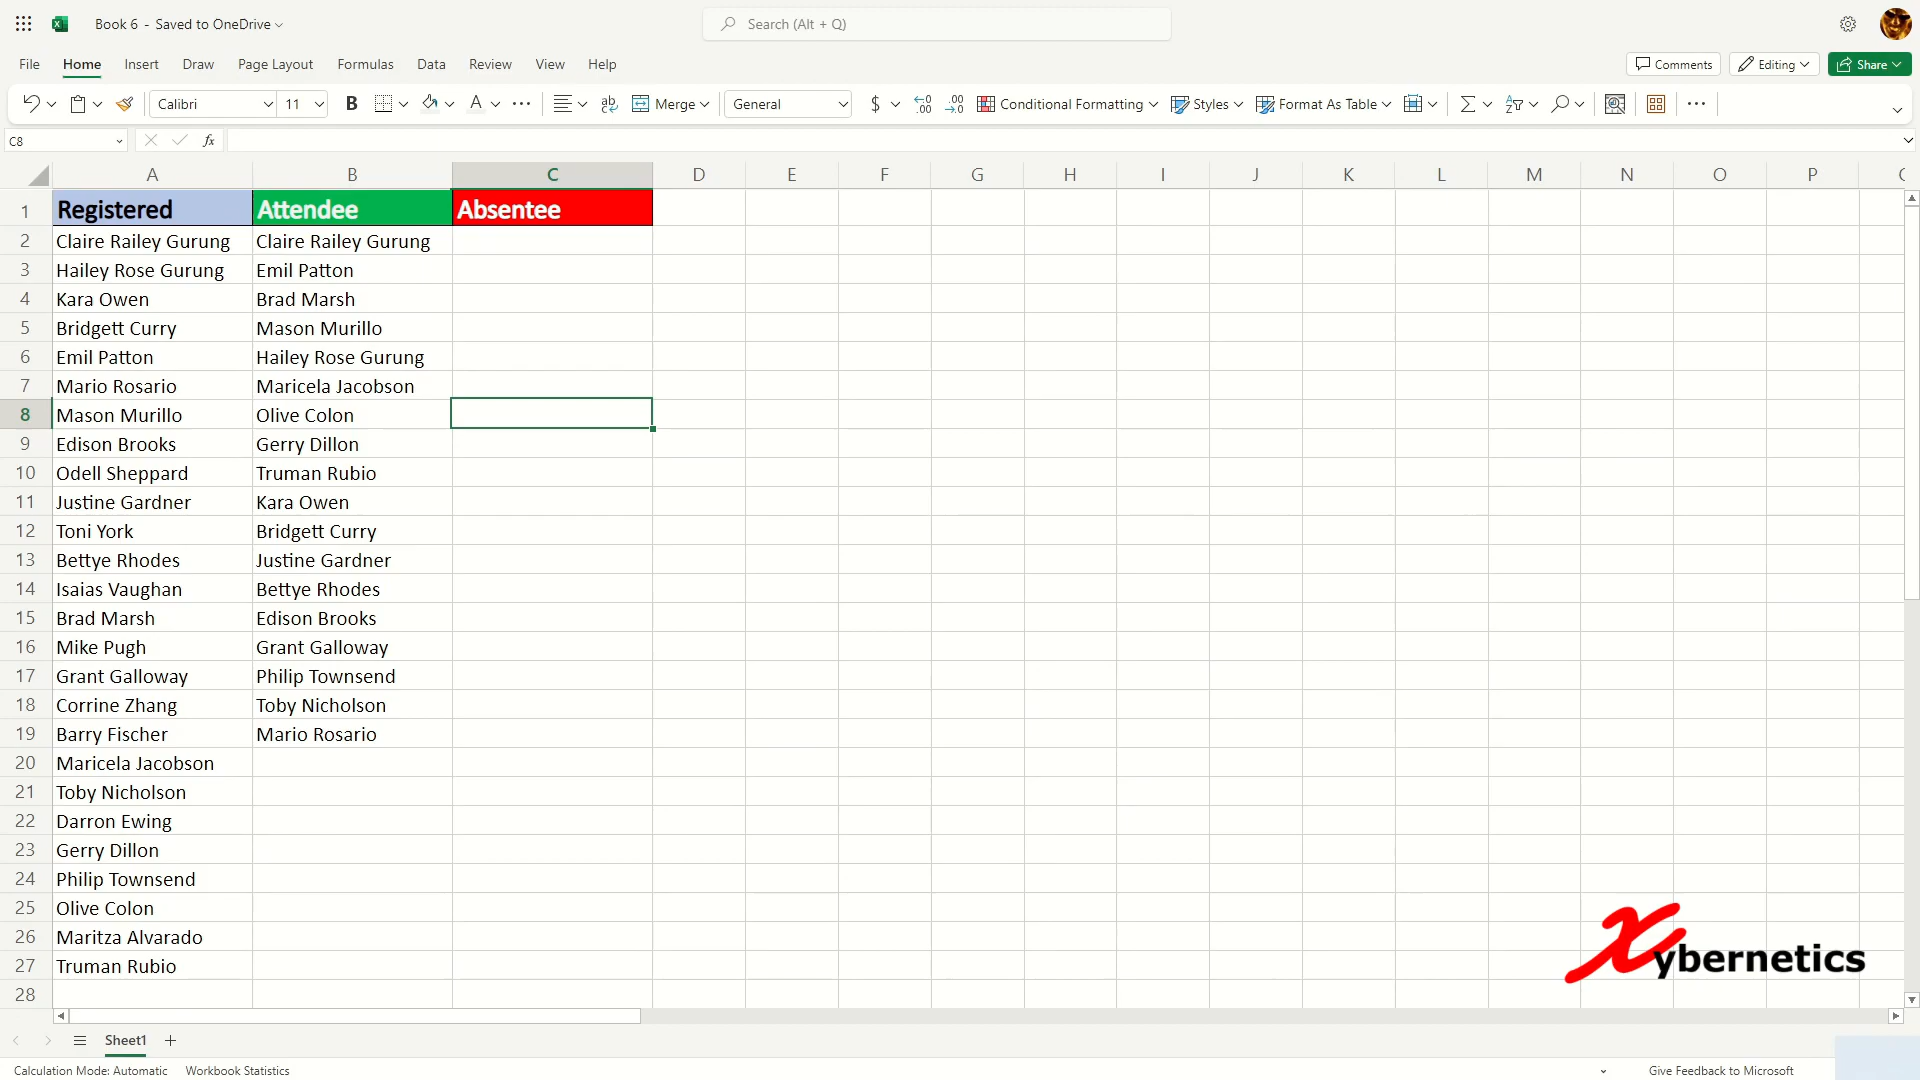 Book 6 - Saved to OneDrive
Search (Alt + Q)
File Home Insert Draw Page Layout Formulas Data Review View Help
Comments Editing Share
Calibri 11 B A Merge General $ Conditional Formatting Styles Format As Table
C8 fx
A B C D E F G H I J K L M N O P
1 Registered Attendee Absentee
2 Claire Railey Gurung Claire Railey Gurung
3 Hailey Rose Gurung Emil Patton
4 Kara Owen Brad Marsh
5 Bridgett Curry Mason Murillo
6 Emil Patton Hailey Rose Gurung
7 Mario Rosario Maricela Jacobson
8 Mason Murillo Olive Colon
9 Edison Brooks Gerry Dillon
10 Odell Sheppard Truman Rubio
11 Justine Gardner Kara Owen
12 Toni York Bridgett Curry
13 Bettye Rhodes Justine Gardner
14 Isaias Vaughan Bettye Rhodes
15 Brad Marsh Edison Brooks
16 Mike Pugh Grant Galloway
17 Grant Galloway Philip Townsend
18 Corrine Zhang Toby Nicholson
19 Barry Fischer Mario Rosario
20 Maricela Jacobson
21 Toby Nicholson
22 Darron Ewing
23 Gerry Dillon
24 Philip Townsend
25 Olive Colon
26 Maritza Alvarado
27 Truman Rubio
28
Xybernetics
Sheet1
Calculation Mode: Automatic Workbook Statistics Give Feedback to Microsoft